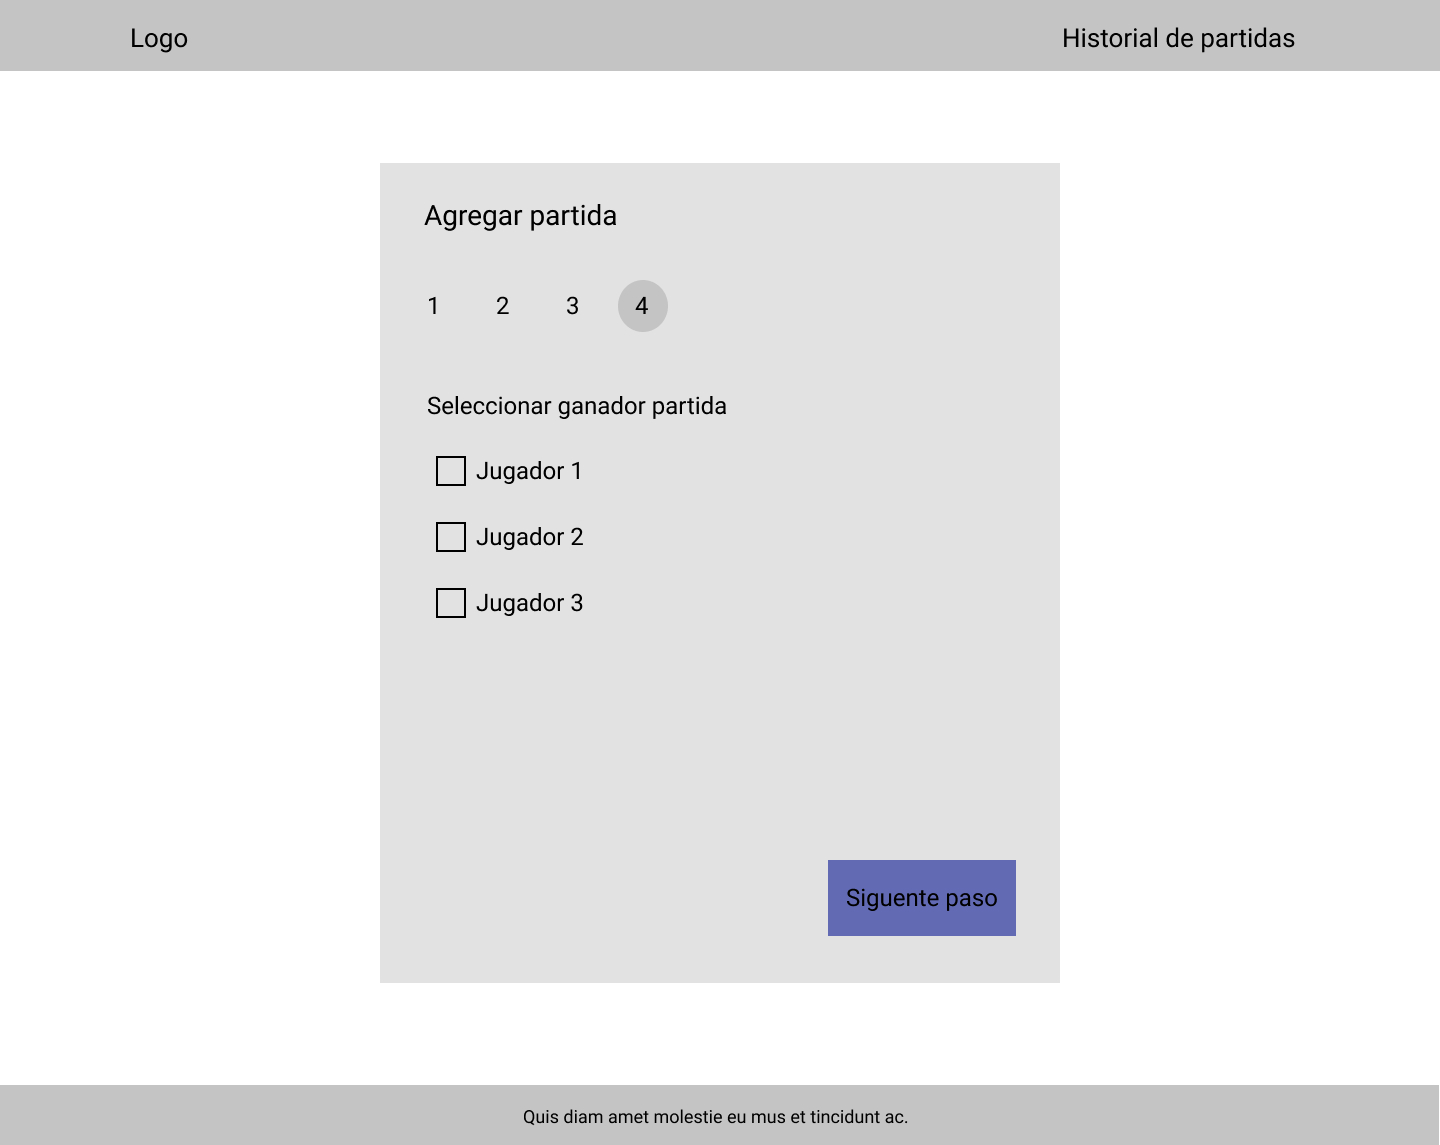 Logo
Historial de partidas
Agregar partida
1 2 3 4
Seleccionar ganador partida
Jugador 1
Jugador 2
Jugador 3
Siguente paso
Quis diam amet molestie eu mus et tincidunt ac.